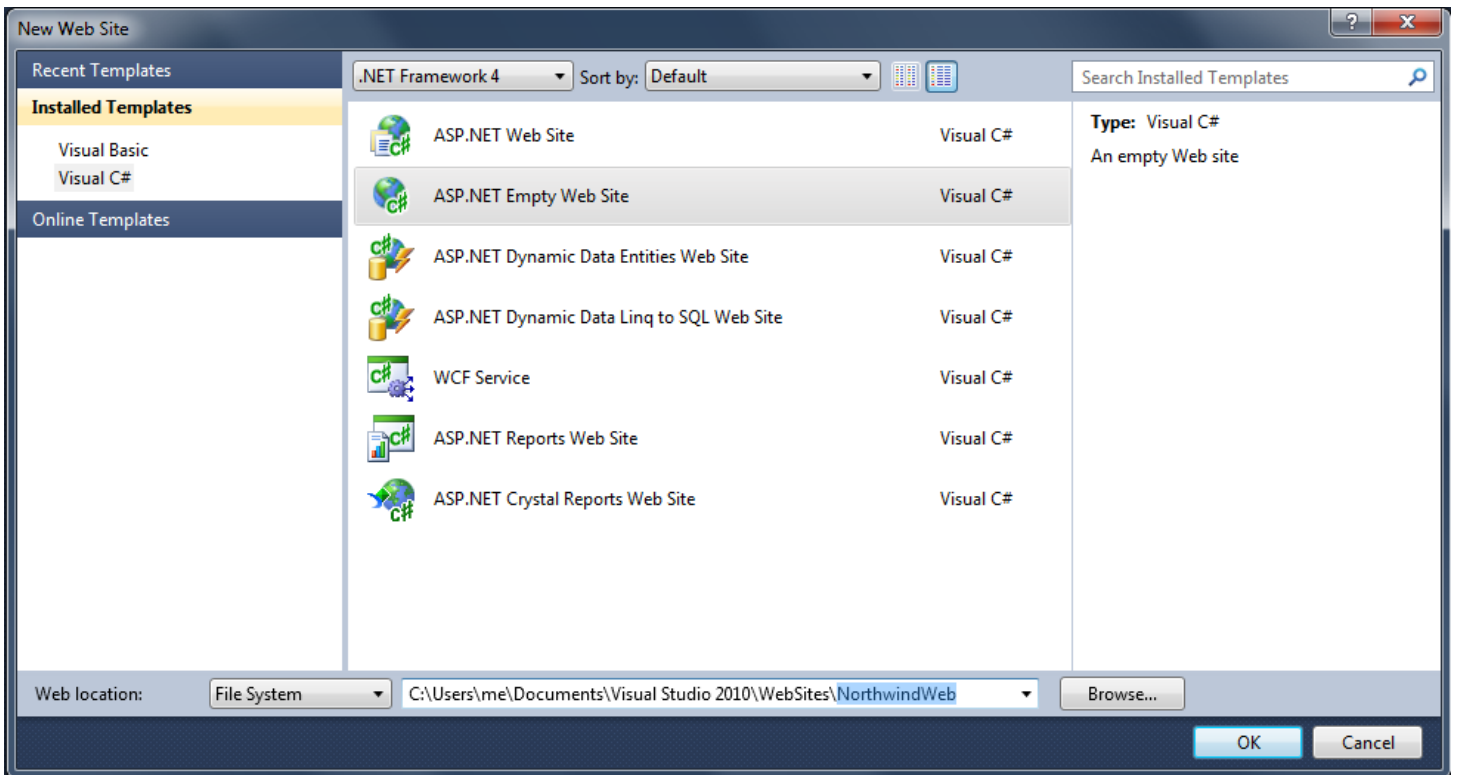 New Web Site
Recent Templates
Installed Templates
Visual Basic
Visual C#
Online Templates
.NET Framework 4 Sort by: Default
Search Installed Templates
ASP.NET Web Site Visual C#
ASP.NET Empty Web Site Visual C#
ASP.NET Dynamic Data Entities Web Site Visual C#
ASP.NET Dynamic Data Linq to SQL Web Site Visual C#
WCF Service Visual C#
ASP.NET Reports Web Site Visual C#
ASP.NET Crystal Reports Web Site Visual C#
Type: Visual C#
An empty Web site
Web location: File System C:\Users\me\Documents\Visual Studio 2010\WebSites\NorthwindWeb Browse...
OK Cancel